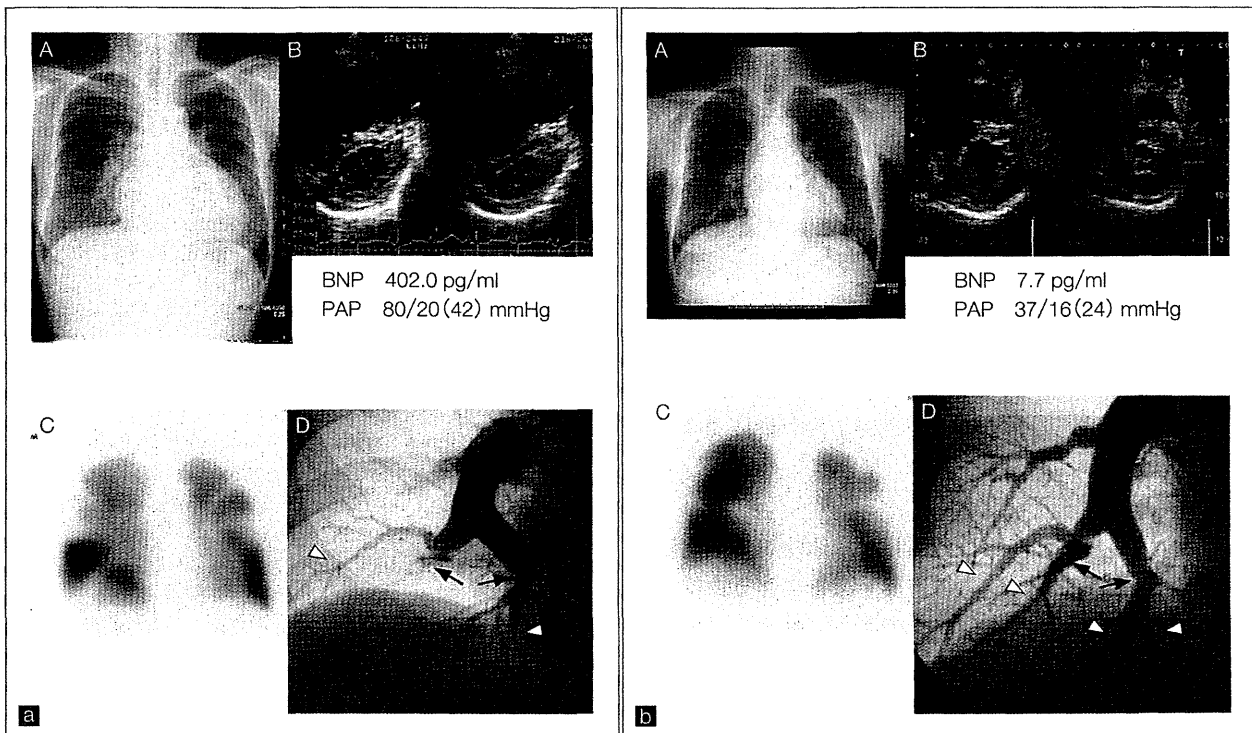 A
B
BNP 402.0 pg/ml
PAP 80/20(42) mmHg
C
D
a
A
B
BNP 7.7 pg/ml
PAP 37/16(24) mmHg
C
D
b